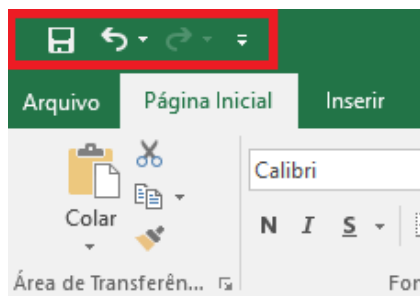 Arquivo Página Inicial Inserir
Calibri
Colar
N I S
Área de Transferên... For